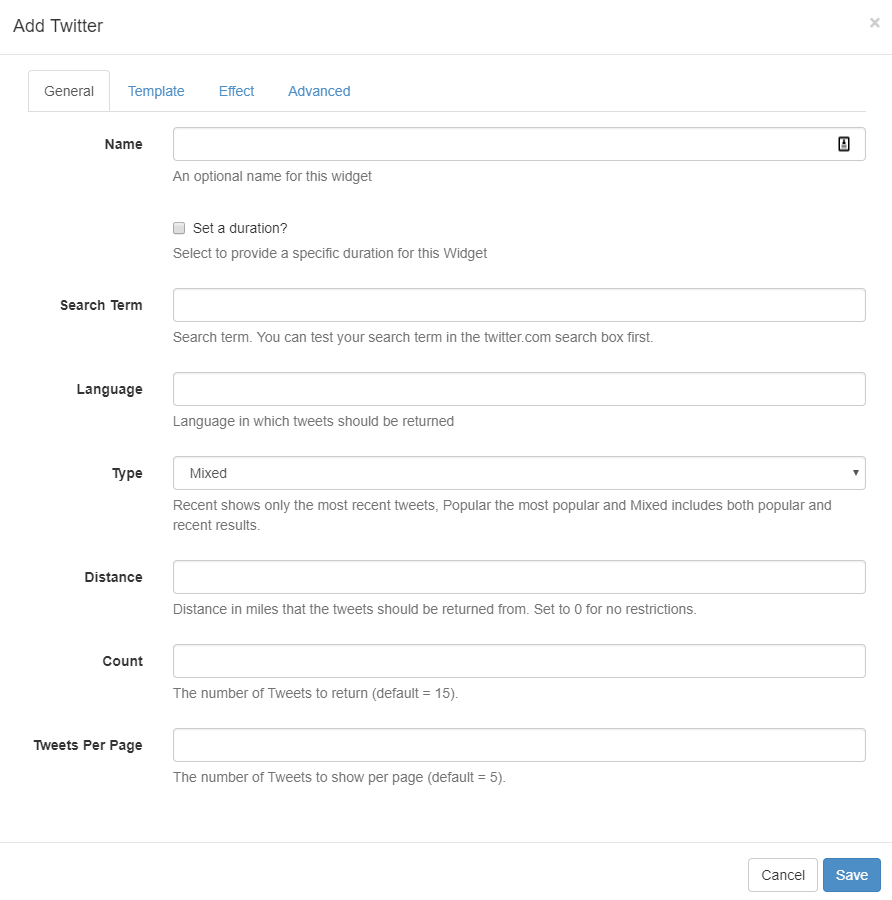 Add Twitter ×
General Template Effect Advanced
Name
An optional name for this widget
Set a duration?
Select to provide a specific duration for this Widget
Search Term
Search term. You can test your search term in the twitter.com search box first.
Language
Language in which tweets should be returned
Type Mixed
Recent shows only the most recent tweets, Popular the most popular and Mixed includes both popular and
recent results.
Distance
Distance in miles that the tweets should be returned from. Set to 0 for no restrictions.
Count
The number of Tweets to return (default = 15).
Tweets Per Page
The number of Tweets to show per page (default = 5).
Cancel Save